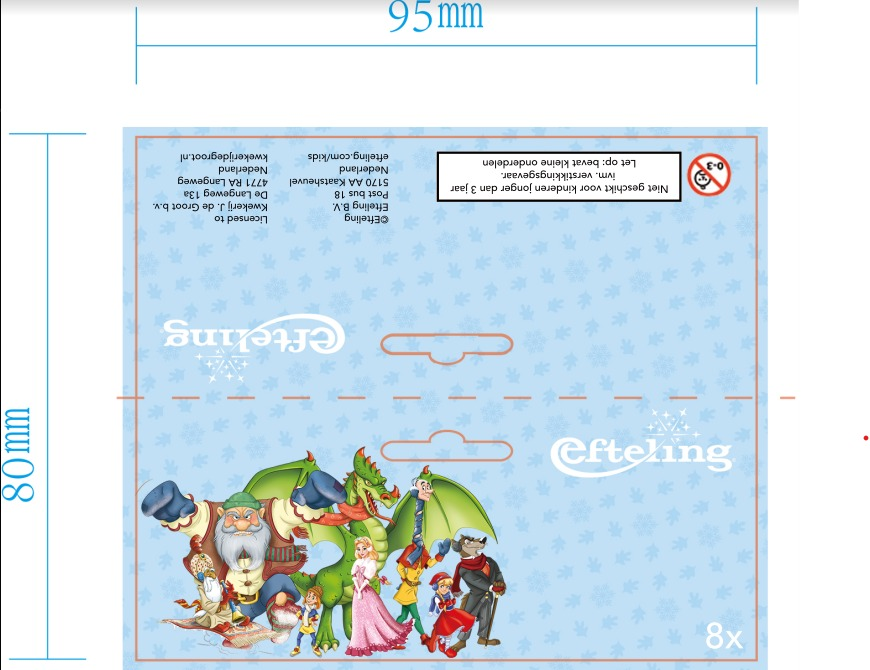 95mm
80mm
Niet geschikt voor kinderen jonger dan 3 jaar
ivm. verstikkingsgevaar.
Let op: bevat kleine onderdelen
0-3
©Efteling
Efteling B.V.
Post bus 18
5170 AA Kaatsheuvel
Nederland
efteling.com/kids
Licensed to
Kwekerij J. de Groot b.v.
De Langeweg 13a
4771 RA Langeweg
Nederland
kwekerijdegroot.nl
Efteling
Efteling
8x